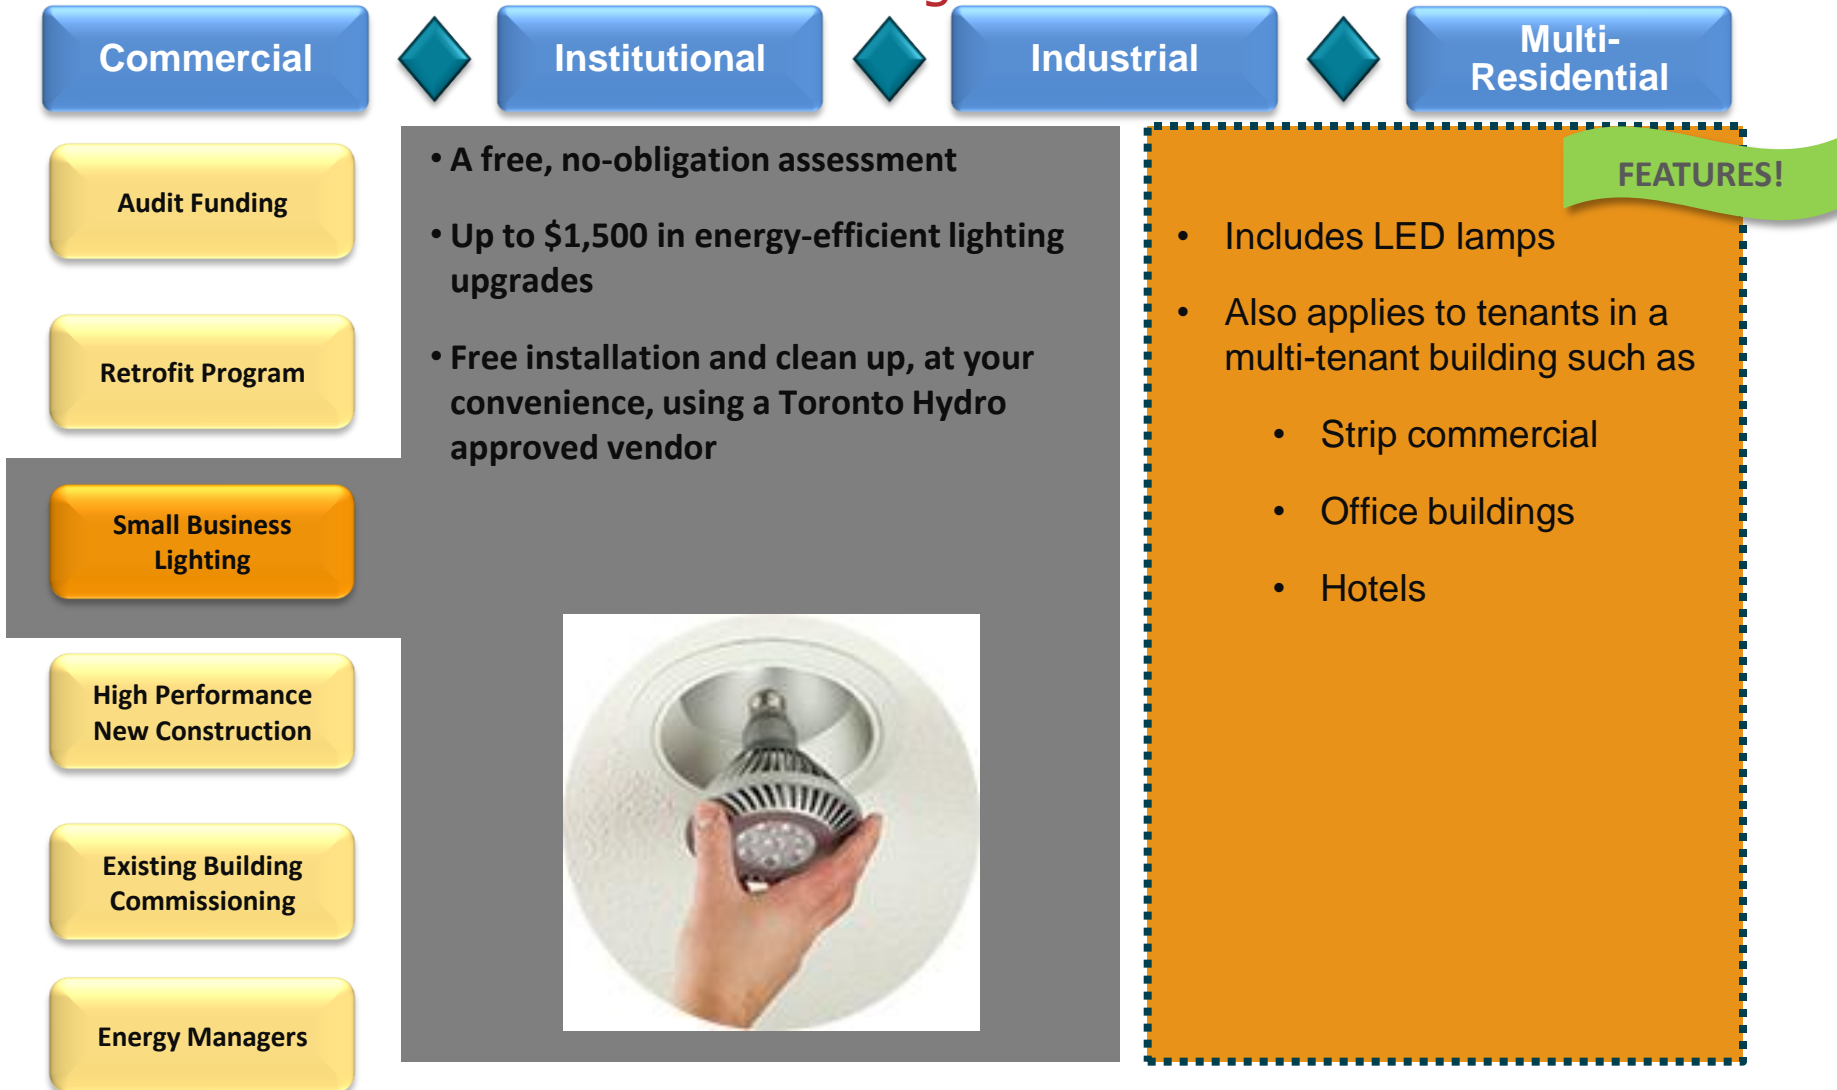 Commercial
Institutional
Industrial
Multi-
Residential
Audit Funding
Retrofit Program
Small Business
Lighting
High Performance
New Construction
Existing Building
Commissioning
Energy Managers
• A free, no-obligation assessment
• Up to $1,500 in energy-efficient lighting
upgrades
• Free installation and clean up, at your
convenience, using a Toronto Hydro
approved vendor
FEATURES!
• Includes LED lamps
• Also applies to tenants in a
multi-tenant building such as
• Strip commercial
• Office buildings
• Hotels